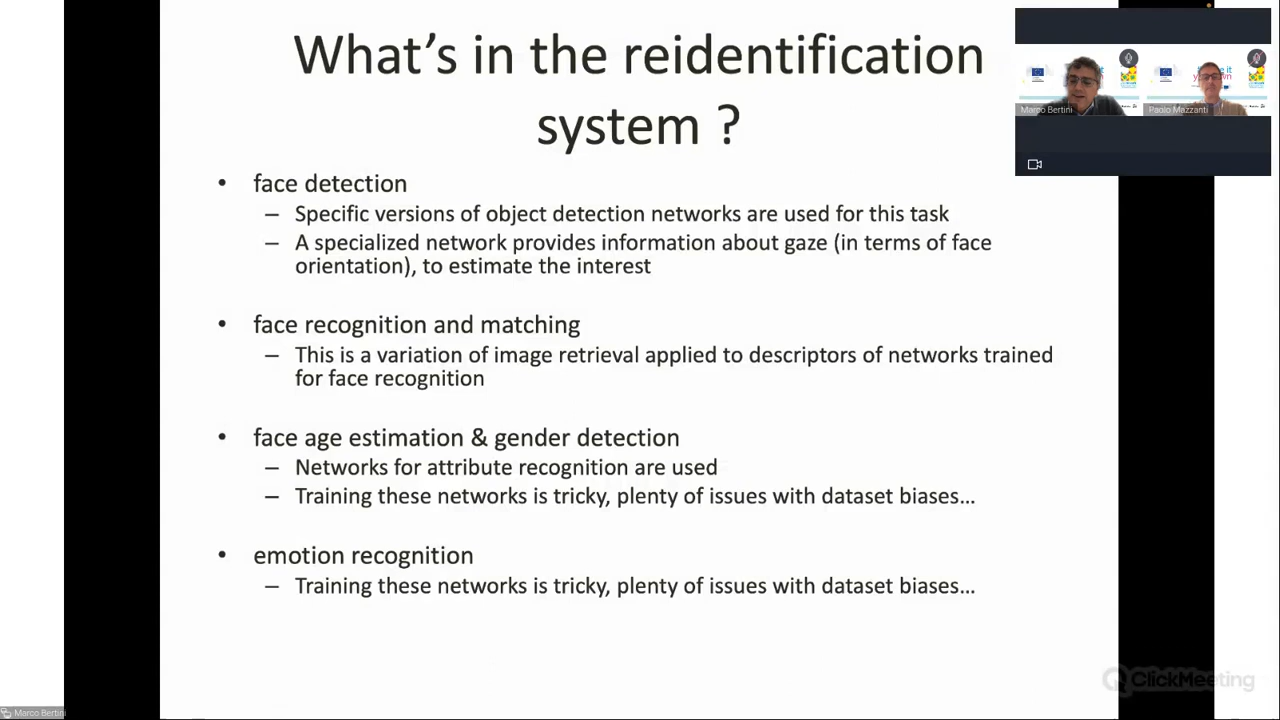 What's in the reidentification
system ?
• face detection
– Specific versions of object detection networks are used for this task
– A specialized network provides information about gaze (in terms of face
orientation), to estimate the interest
• face recognition and matching
– This is a variation of image retrieval applied to descriptors of networks trained
for face recognition
• face age estimation & gender detection
– Networks for attribute recognition are used
– Training these networks is tricky, plenty of issues with dataset biases...
• emotion recognition
– Training these networks is tricky, plenty of issues with dataset biases...
Marco Bertini
Paolo Mazzanti
ClickMeeting
Marco Bertini